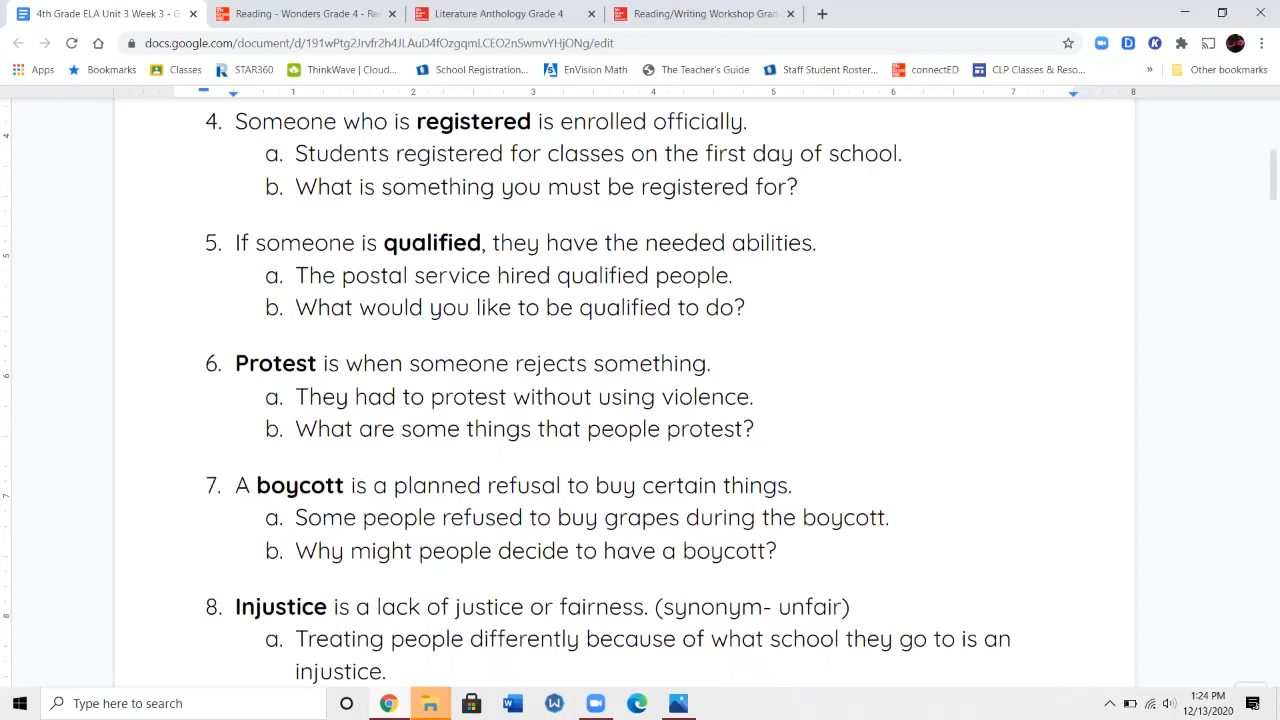 4th Grade ELA Unit 3 Week 3 - G
Reading - Wonders Grade 4 - Re
Literature Anthology Grade 4
Reading/Writing Workshop Grad
docs.google.com/document/d/191wPtg2Jrvfr2h4JLAuD4fOzgqmLCEO2nSwmvYHjONg/edit
Apps
Bookmarks
Classes
STAR360
ThinkWave | Cloud...
School Registration...
EnVision Math
The Teacher's Guide
Staff Student Roster...
connectED
CLP Classes & Reso...
»
Other bookmarks
1 2 3 4 5 6 7 8
4. Someone who is registered is enrolled officially.
a. Students registered for classes on the first day of school.
b. What is something you must be registered for?
5. If someone is qualified, they have the needed abilities.
a. The postal service hired qualified people.
b. What would you like to be qualified to do?
6. Protest is when someone rejects something.
a. They had to protest without using violence.
b. What are some things that people protest?
7. A boycott is a planned refusal to buy certain things.
a. Some people refused to buy grapes during the boycott.
b. Why might people decide to have a boycott?
8. Injustice is a lack of justice or fairness. (synonym- unfair)
a. Treating people differently because of what school they go to is an
injustice.
Type here to search
1:24 PM
12/13/2020